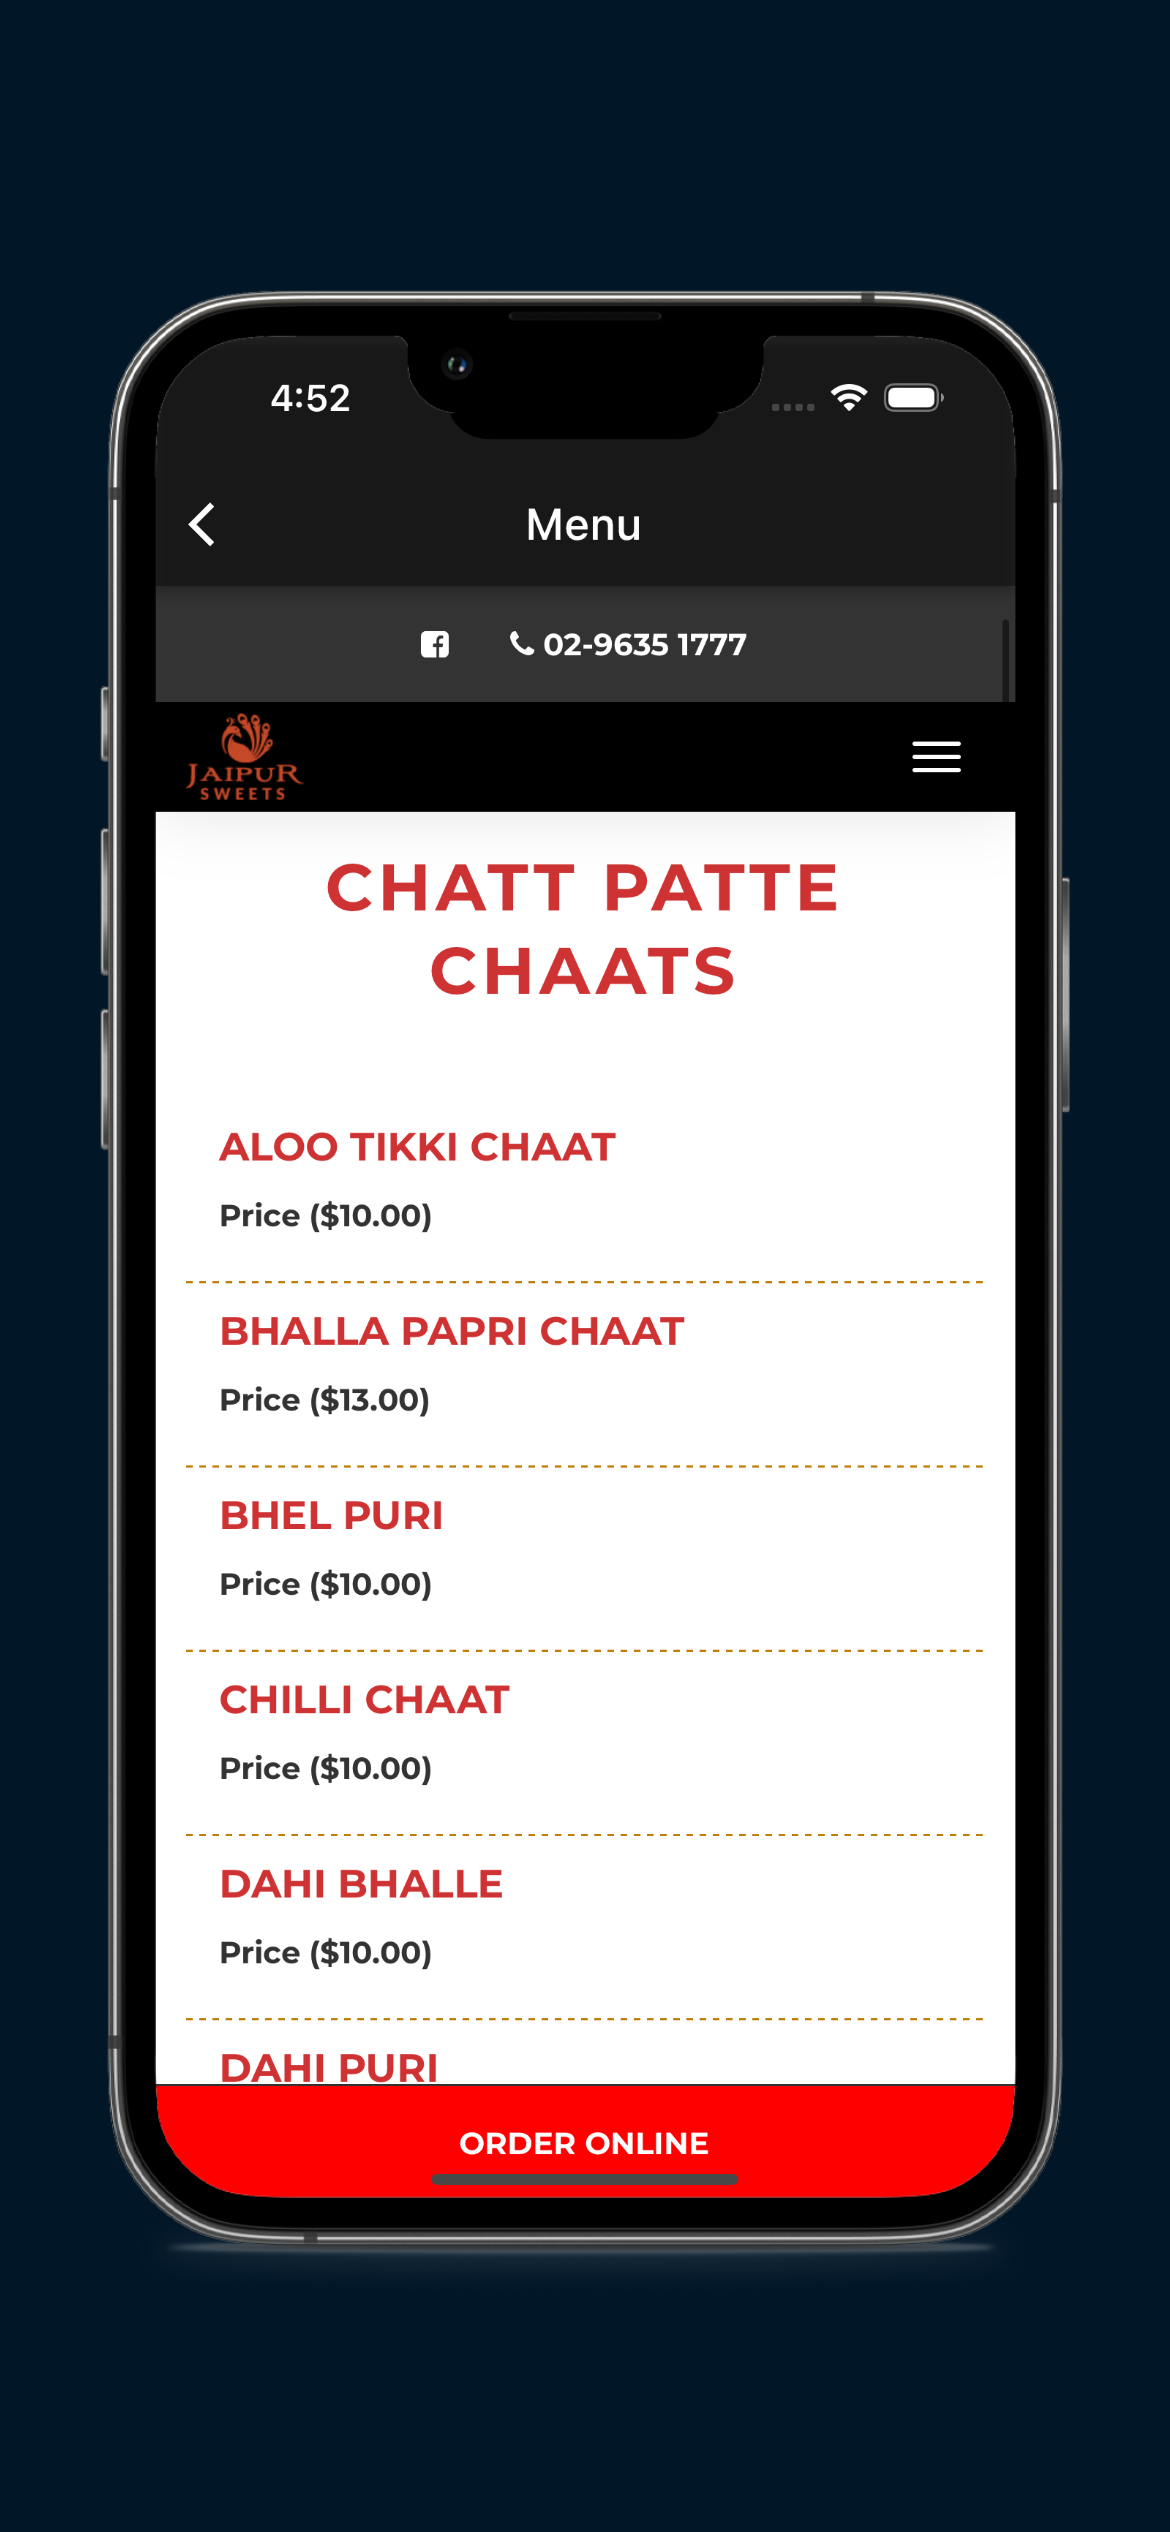 4:52
Menu
02-9635 1777
JAIPUR
SWEETS
CHATT PATTE
CHAATS
ALOO TIKKI CHAAT
Price ($10.00)
BHALLA PAPRI CHAAT
Price ($13.00)
BHEL PURI
Price ($10.00)
CHILLI CHAAT
Price ($10.00)
DAHI BHALLE
Price ($10.00)
DAHI PURI
ORDER ONLINE